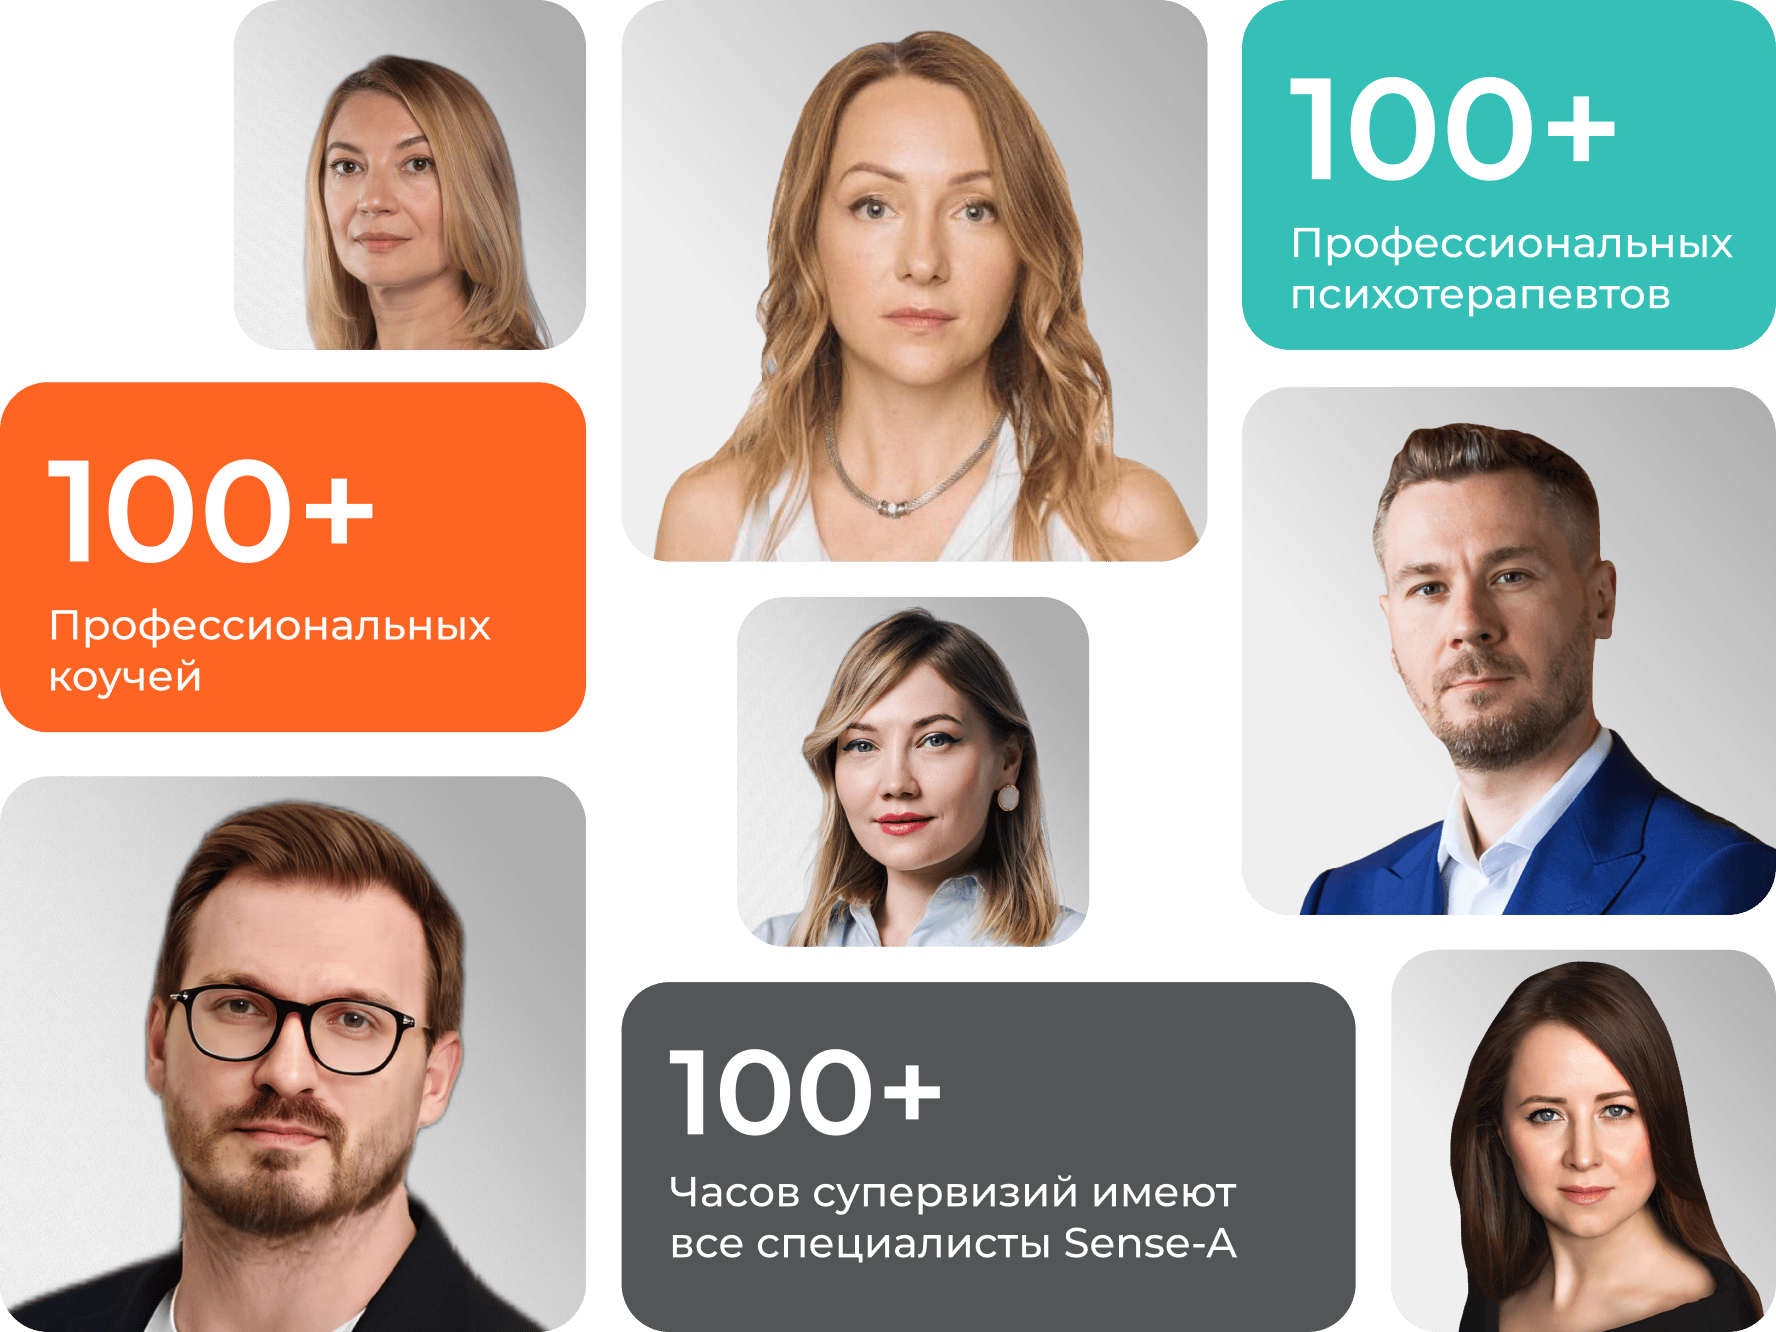 100+
Профессиональных
психотерапевтов
100+
Профессиональных
коучей
100+
Часов супервизий имеют
все специалисты Sense-A